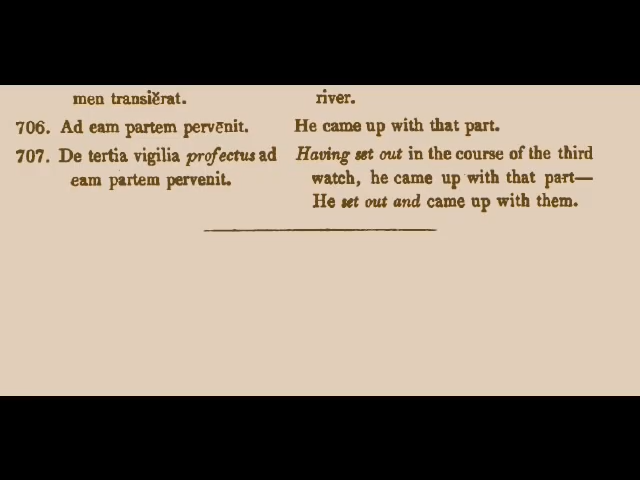 men transiĕrat. river.
706. Ad eam partem pervēnit. He came up with that part.
707. De tertia vigilia profectus ad Having set out in the course of the third
eam partem pervenit. watch, he came up with that part—
He set out and came up with them.